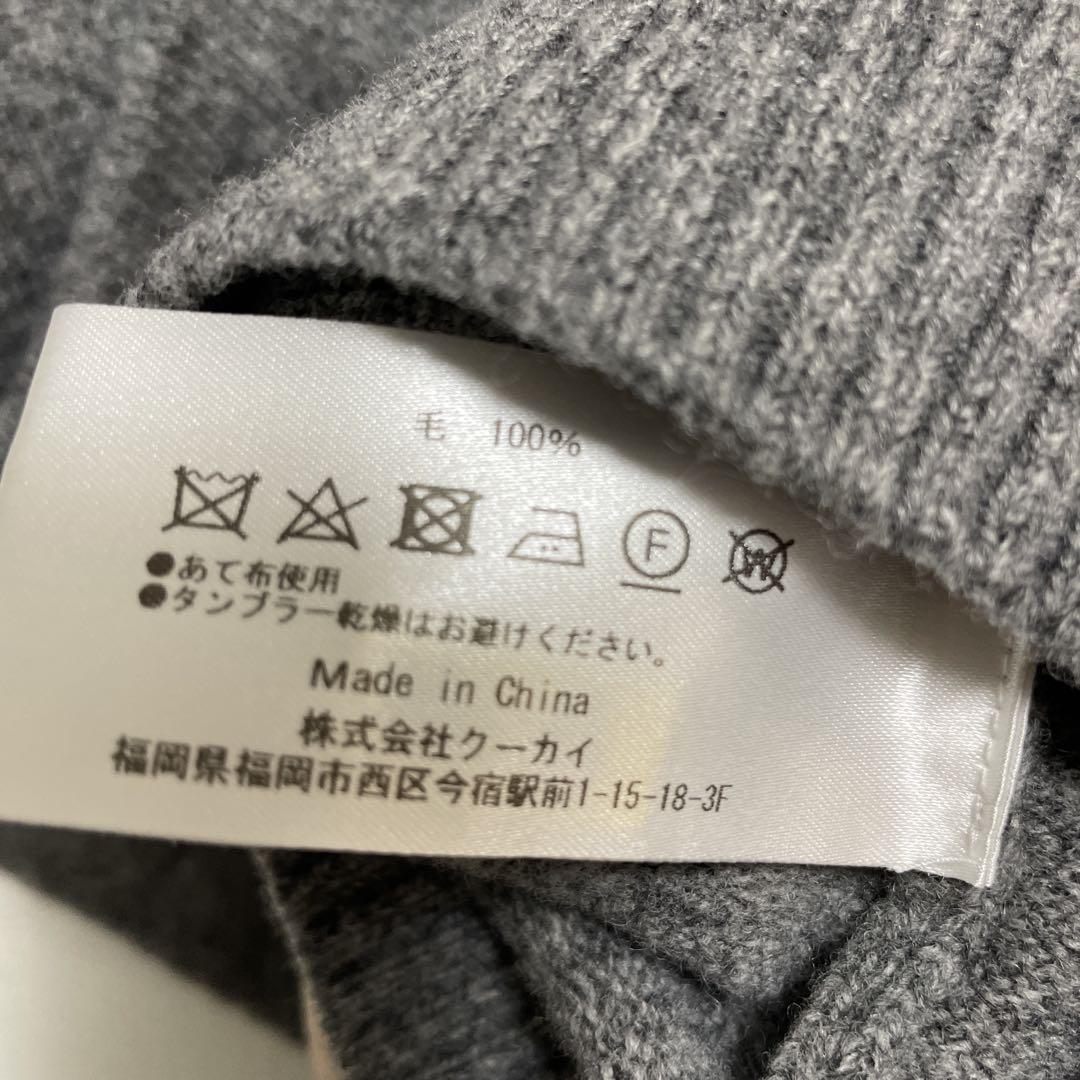 毛 100%
F W
●あて布使用
●タンブラー乾燥はお避けください。
Made in China
株式会社クーカイ
福岡県福岡市西区今宿駅前1-15-18-3F